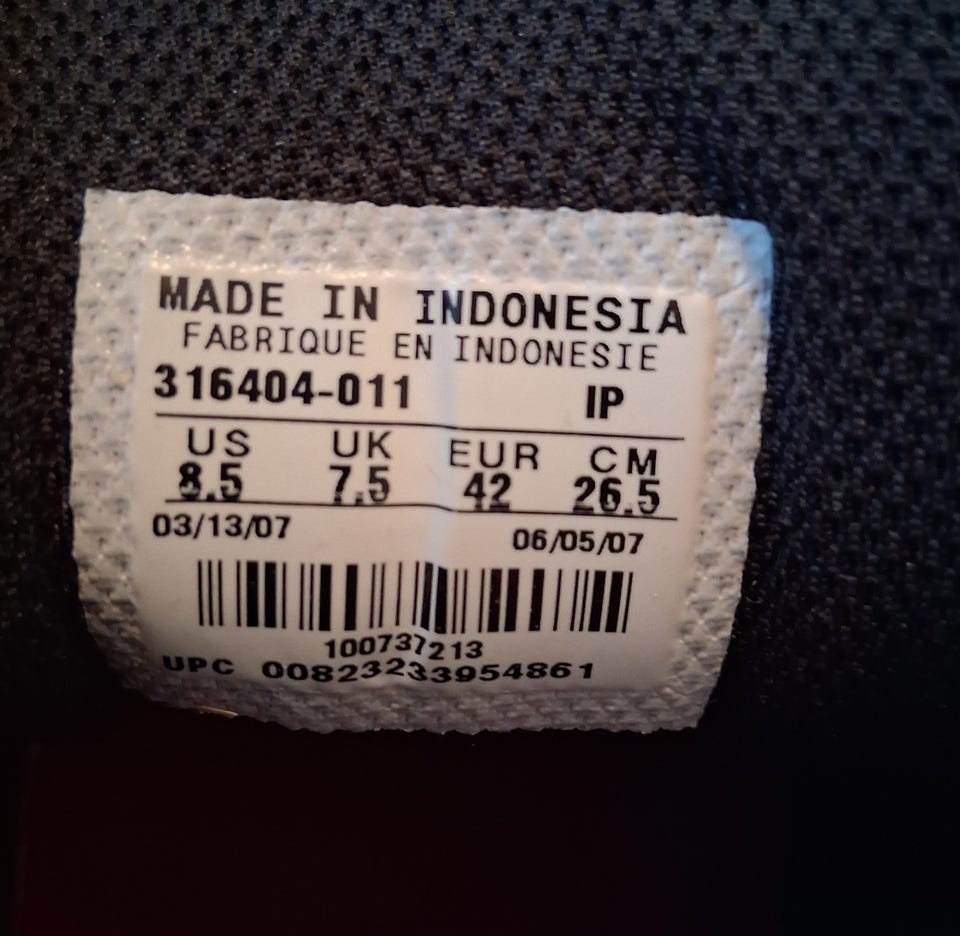 MADE IN INDONESIA
FABRIQUE EN INDONESIE
316404-011 IP
US UK EUR CM
8.5 7.5 42 26.5
03/13/07 06/05/07
100737213
UPC 00823233954861